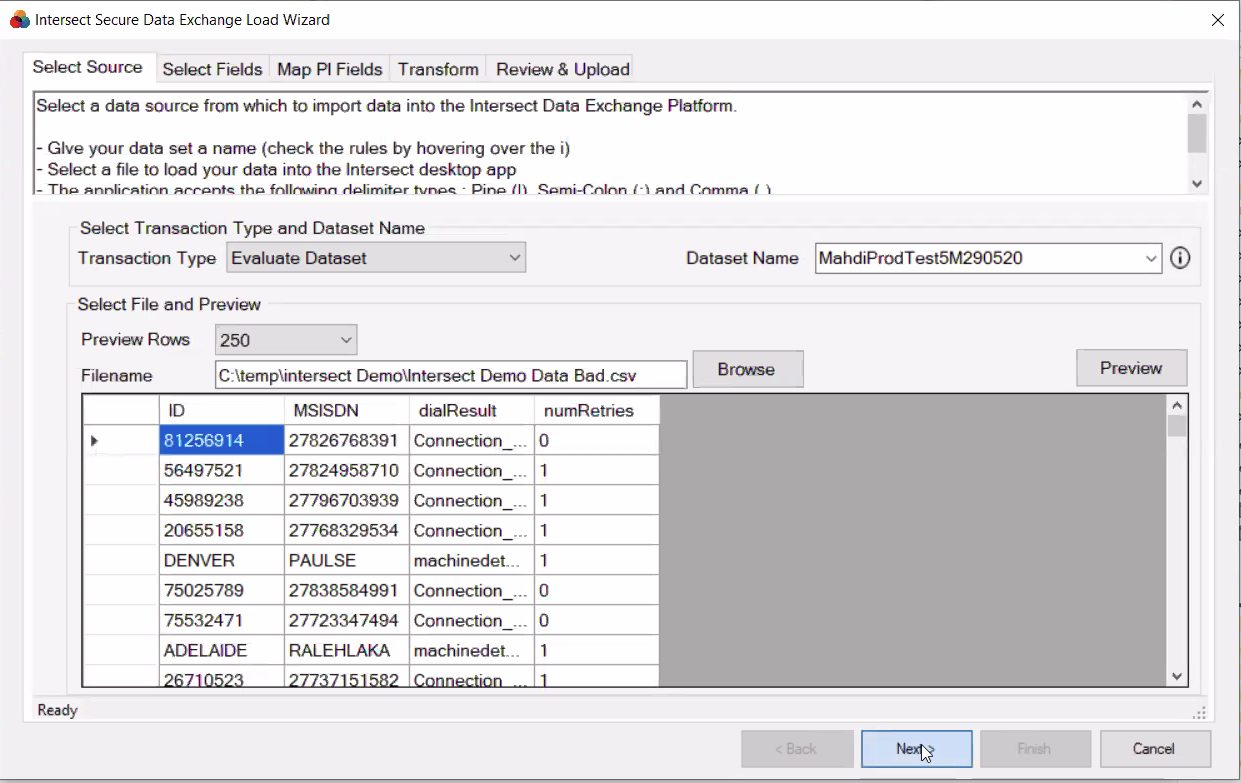 Intersect Secure Data Exchange Load Wizard
Select Source Select Fields Map PI Fields Transform Review & Upload
Select a data source from which to import data into the Intersect Data Exchange Platform.
- GIve your data set a name (check the rules by hovering over the i)
- Select a file to load your data into the Intersect desktop app
- The application accepts the following delimiter types : Pipe (|), Semi-Colon (;) and Comma (,)
Select Transaction Type and Dataset Name
Transaction Type Evaluate Dataset Dataset Name MahdiProdTest5M290520
Select File and Preview
Preview Rows 250
Filename C:\temp\intersect Demo\Intersect Demo Data Bad.csv Browse Preview
ID MSISDN dialResult numRetries
81256914 27826768391 Connection_... 0
56497521 27824958710 Connection_... 1
45989238 27796703939 Connection_... 1
20655158 27768329534 Connection_... 1
DENVER PAULSE machinedet... 1
75025789 27838584991 Connection_... 0
75532471 27723347494 Connection_... 0
ADELAIDE RALEHLAKA machinedet... 1
26710523 27737151582 Connection_... 1
Ready
< Back Next > Finish Cancel